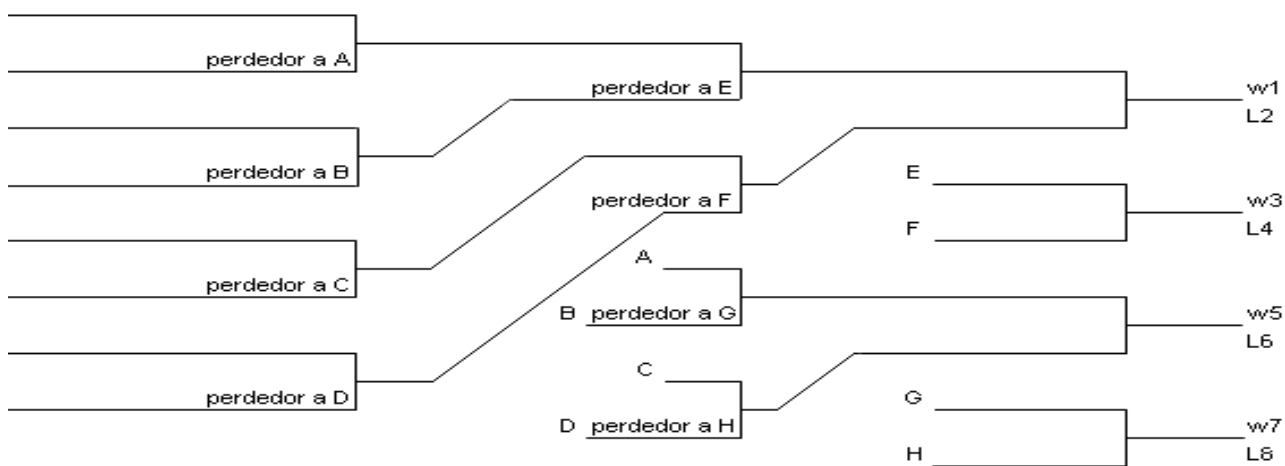 perdedor a A
perdedor a E
w1
L2
perdedor a B
E
perdedor a F
w3
F
L4
A
perdedor a C
B perdedor a G
w5
L6
C
perdedor a D
G
D perdedor a H
w7
H
L8